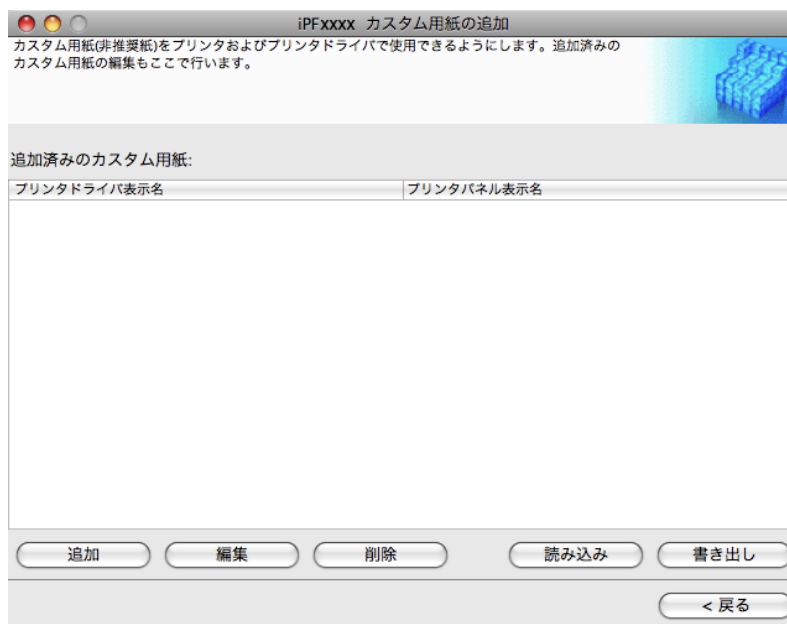 iPFxxxx カスタム用紙の追加
カスタム用紙(非推奨紙)をプリンタおよびプリンタドライバで使用できるようにします。追加済みの
カスタム用紙の編集もここで行います。
追加済みのカスタム用紙:
プリンタドライバ表示名 プリンタパネル表示名
追加 編集 削除 読み込み 書き出し
< 戻る